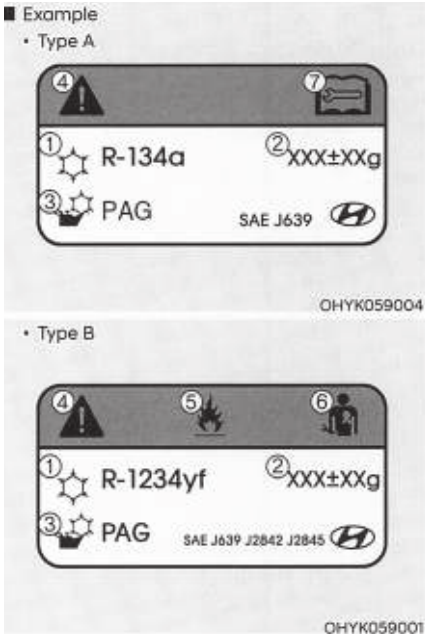 ■ Example
• Type A
④ ⑦
① R-134a ② XXX±XXg
③ PAG SAE J639
OHYK059004
• Type B
④ ⑤ ⑥
① R-1234yf ② XXX±XXg
③ PAG SAE J639 J2842 J2845
OHYK059001